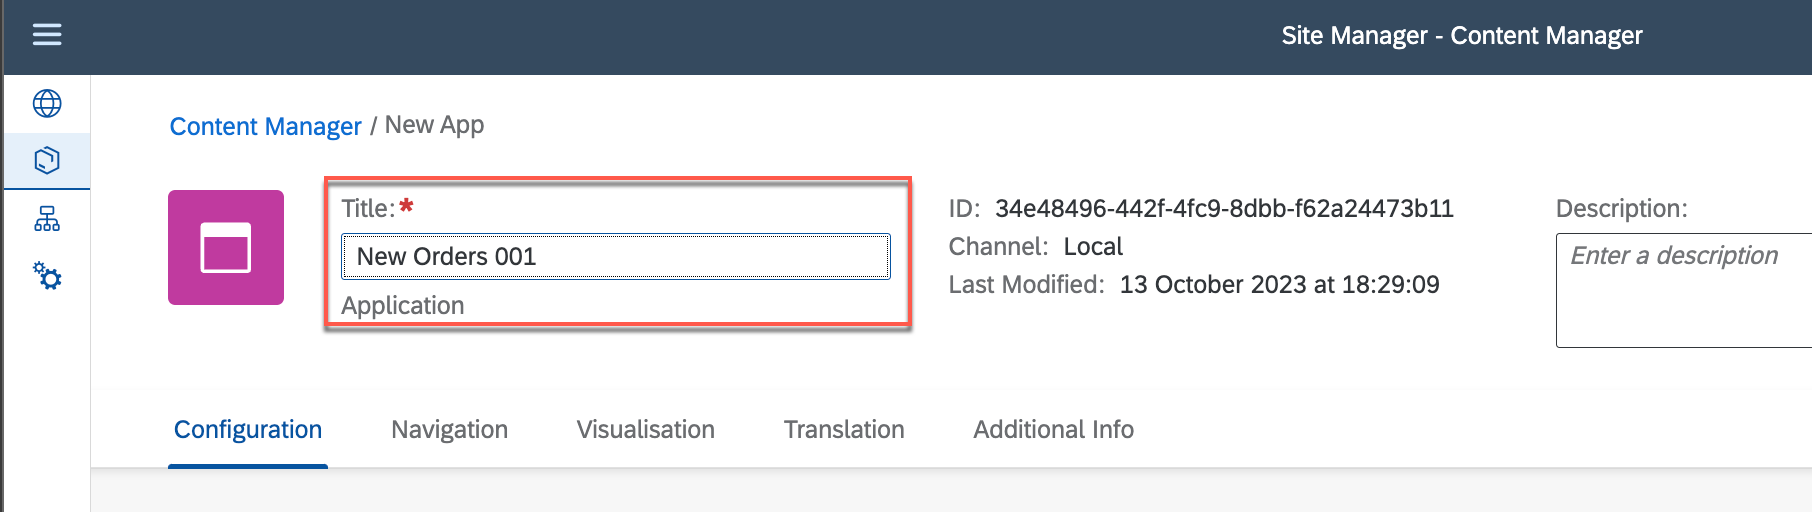 Site Manager - Content Manager
Content Manager / New App
Title:*
New Orders 001
Application
ID: 34e48496-442f-4fc9-8dbb-f62a24473b11
Channel: Local
Last Modified: 13 October 2023 at 18:29:09
Description:
Enter a description
Configuration Navigation Visualisation Translation Additional Info